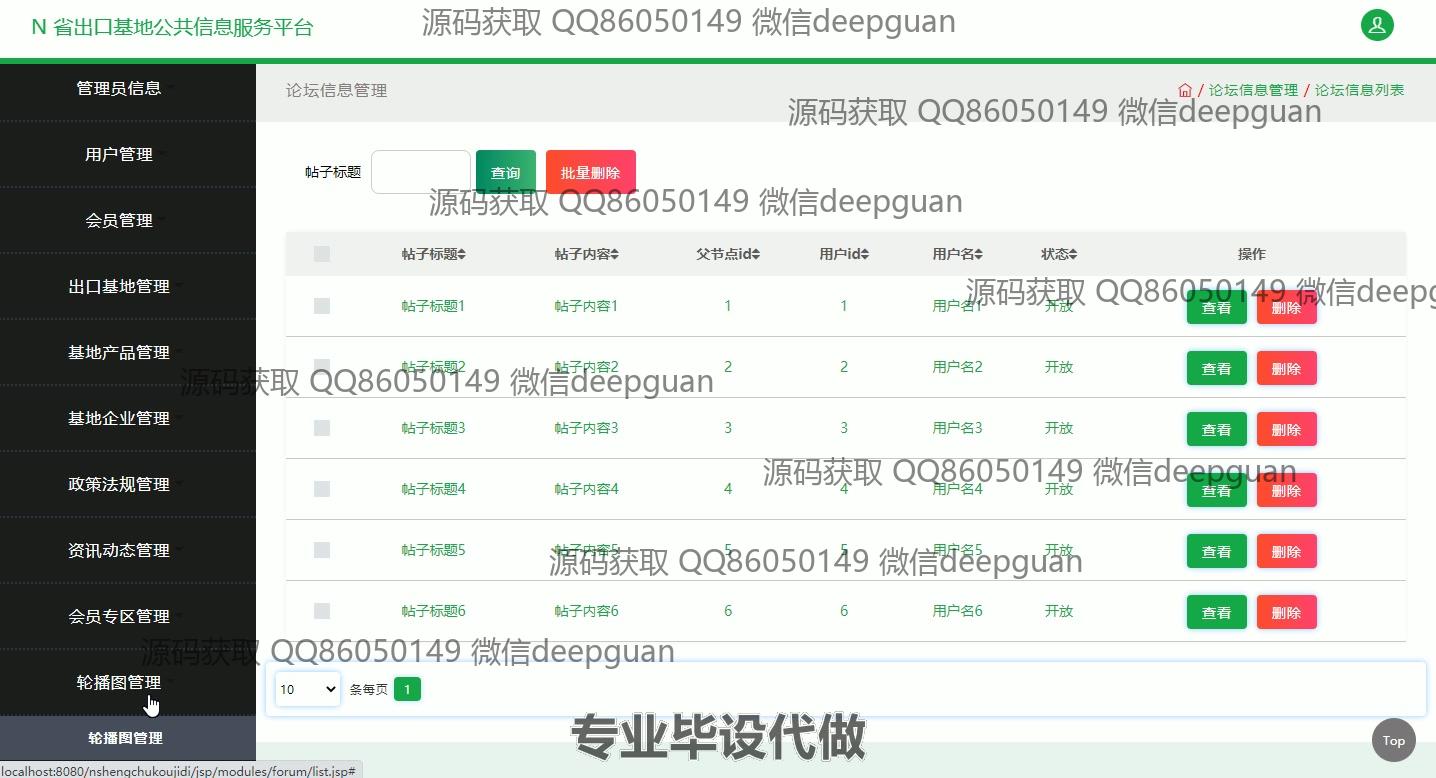 N 省出口基地公共信息服务平台
源码获取 QQ86050149 微信deepguan
管理员信息
用户管理
会员管理
出口基地管理
基地产品管理
基地企业管理
政策法规管理
资讯动态管理
会员专区管理
轮播图管理
轮播图管理
论坛信息管理
/ 论坛信息管理 / 论坛信息列表
源码获取 QQ86050149 微信deepguan
帖子标题 查询 批量删除
源码获取 QQ86050149 微信deepguan
帖子标题 帖子内容 父节点id 用户id 用户名 状态 操作
源码获取 QQ86050149 微信deepg
帖子标题1 帖子内容1 1 1 用户名1 开放 查看 删除
帖子标题2 帖子内容2 2 2 用户名2 开放 查看 删除
源码获取 QQ86050149 微信deepguan
帖子标题3 帖子内容3 3 3 用户名3 开放 查看 删除
源码获取 QQ86050149 微信deepguan
帖子标题4 帖子内容4 4 4 用户名4 开放 查看 删除
帖子标题5 帖子内容5 5 5 用户名5 开放 查看 删除
源码获取 QQ86050149 微信deepguan
帖子标题6 帖子内容6 6 6 用户名6 开放 查看 删除
源码获取 QQ86050149 微信deepguan
10 条每页 1
专业毕设代做
Top
localhost:8080/nshengchukoujidi/jsp/modules/forum/list.jsp#